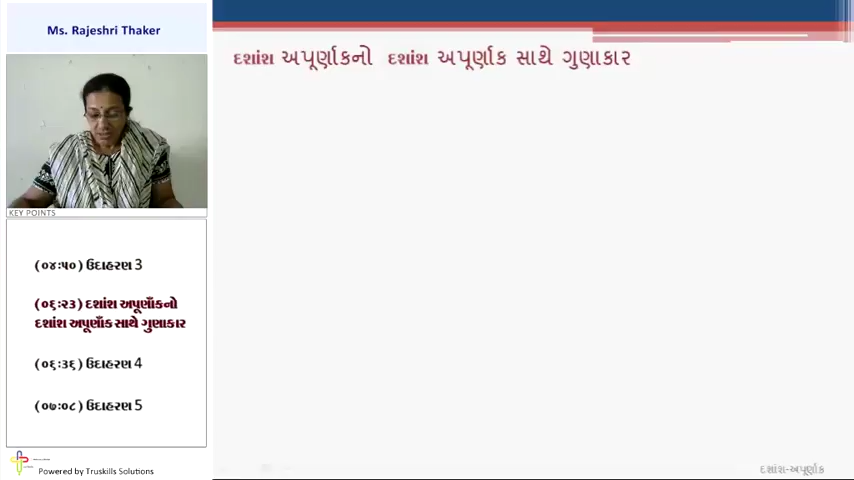 Ms. Rajeshri Thaker
દશાંશ અપૂર્ણાંકનો દશાંશ અપૂર્ણાંક સાથે ગુણાકાર
KEY POINTS
(૦૪:૫૦) ઉદાહરણ 3
(૦૬:૨૩) દશાંશ અપૂર્ણાંકનો
દશાંશ અપૂર્ણાંક સાથે ગુણાકાર
(૦૬:૩૬) ઉદાહરણ 4
(૦૭:૦૮) ઉદાહરણ 5
Powered by Truskills Solutions
દશાંશ-અપૂર્ણાંક